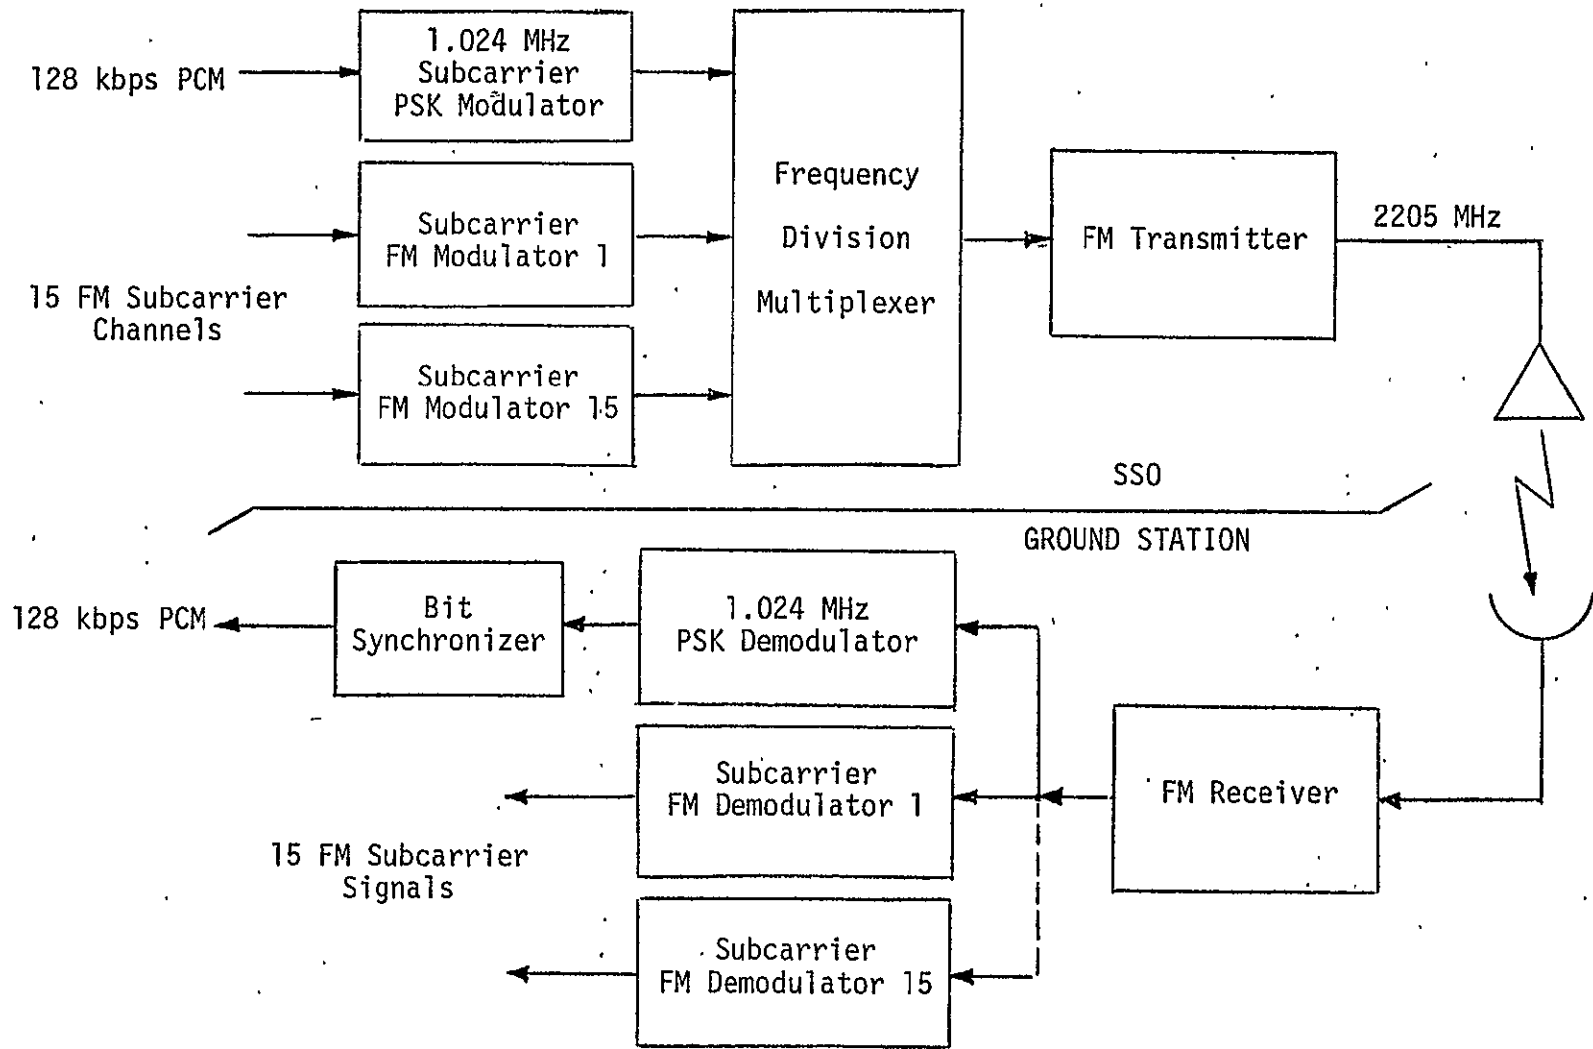 128 kbps PCM
1.024 MHz
Subcarrier
PSK Modulator
Subcarrier
FM Modulator 1
15 FM Subcarrier
Channels
Subcarrier
FM Modulator 15
Frequency
Division
Multiplexer
FM Transmitter
2205 MHz
SSO
GROUND STATION
128 kbps PCM
Bit
Synchronizer
1.024 MHz
PSK Demodulator
Subcarrier
FM Demodulator 1
FM Receiver
15 FM Subcarrier
Signals
Subcarrier
FM Demodulator 15